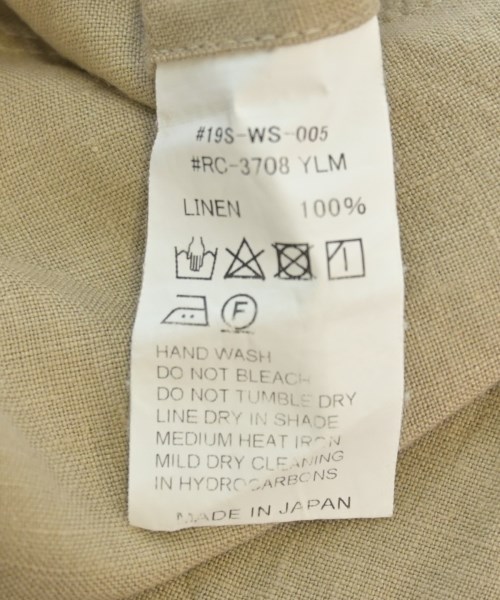 #19S-WS-005
#RC-3708 YLM
LINEN 100%
F
HAND WASH
DO NOT BLEACH
DO NOT TUMBLE DRY
LINE DRY IN SHADE
MEDIUM HEAT IRON
MILD DRY CLEANING
IN HYDROCARBONS
MADE IN JAPAN